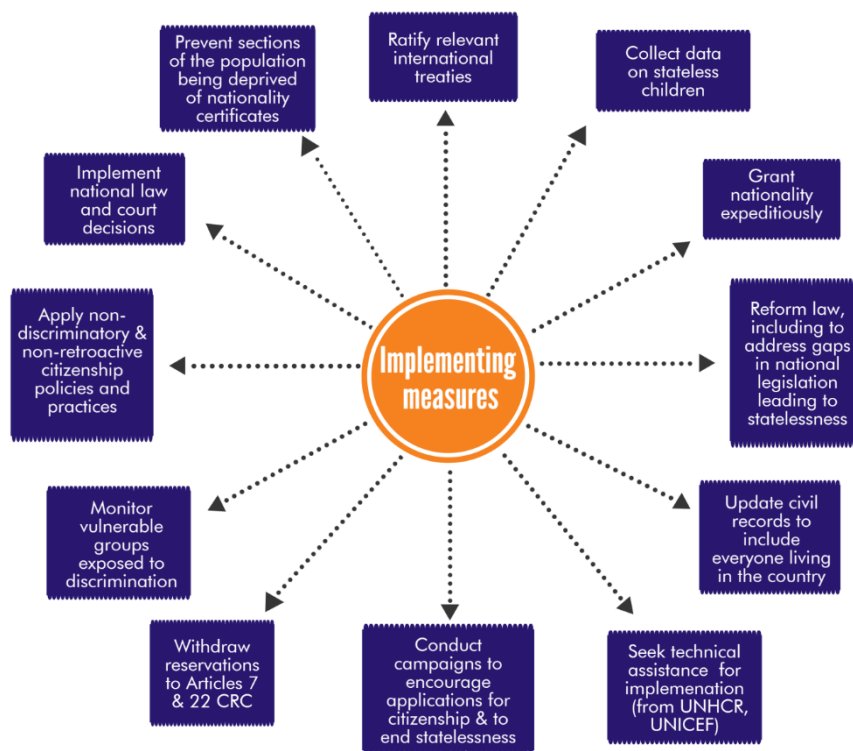 Implementing
measures
Ratify relevant
international
treaties
Collect data
on stateless
children
Grant
nationality
expeditiously
Reform law,
including to
address gaps
in national
legislation
leading to
statelessness
Update civil
records to
include
everyone living
in the country
Seek technical
assistance for
implemenation
(from UNHCR,
UNICEF)
Conduct
campaigns to
encourage
applications for
citizenship & to
end statelessness
Withdraw
reservations
to Articles 7
& 22 CRC
Monitor
vulnerable
groups
exposed to
discrimination
Apply non-
discriminatory &
non-retroactive
citizenship
policies and
practices
Implement
national law
and court
decisions
Prevent sections
of the population
being deprived
of nationality
certificates